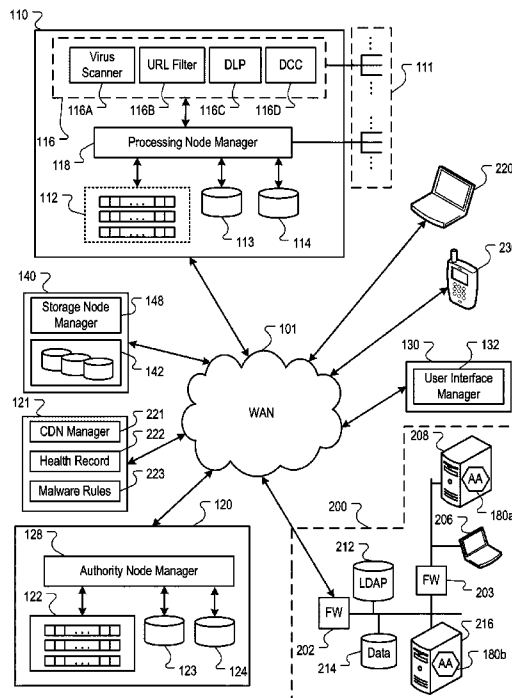 110
Virus Scanner
URL Filter
DLP
DCC
111
116A
116B
116C
116D
116
Processing Node Manager
118
112
113
114
220
230
140
Storage Node Manager
148
142
101
WAN
130
132
User Interface Manager
121
CDN Manager
221
Health Record
222
Malware Rules
223
208
AA
180a
200
206
120
128
Authority Node Manager
122
123
124
212
LDAP
FW
203
FW
202
214
Data
216
AA
180b